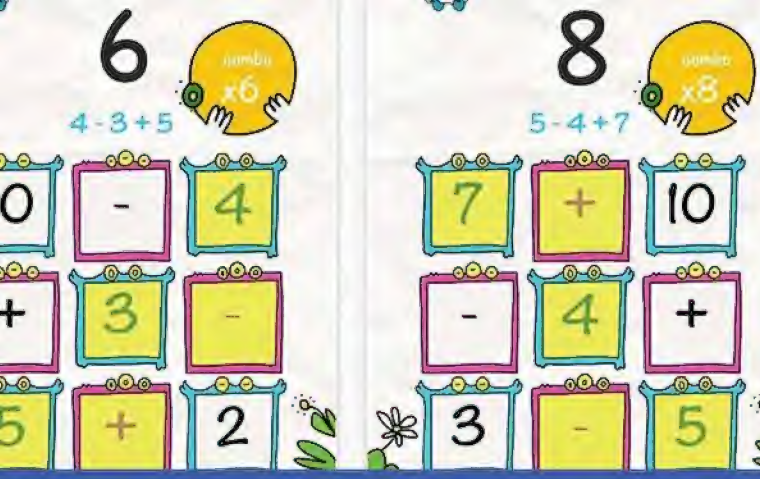 6
combo
x6
4-3+5
0 - 4
+ 3 -
5 + 2
8
combo
x8
5-4+7
7 + 10
- 4 +
3 - 5